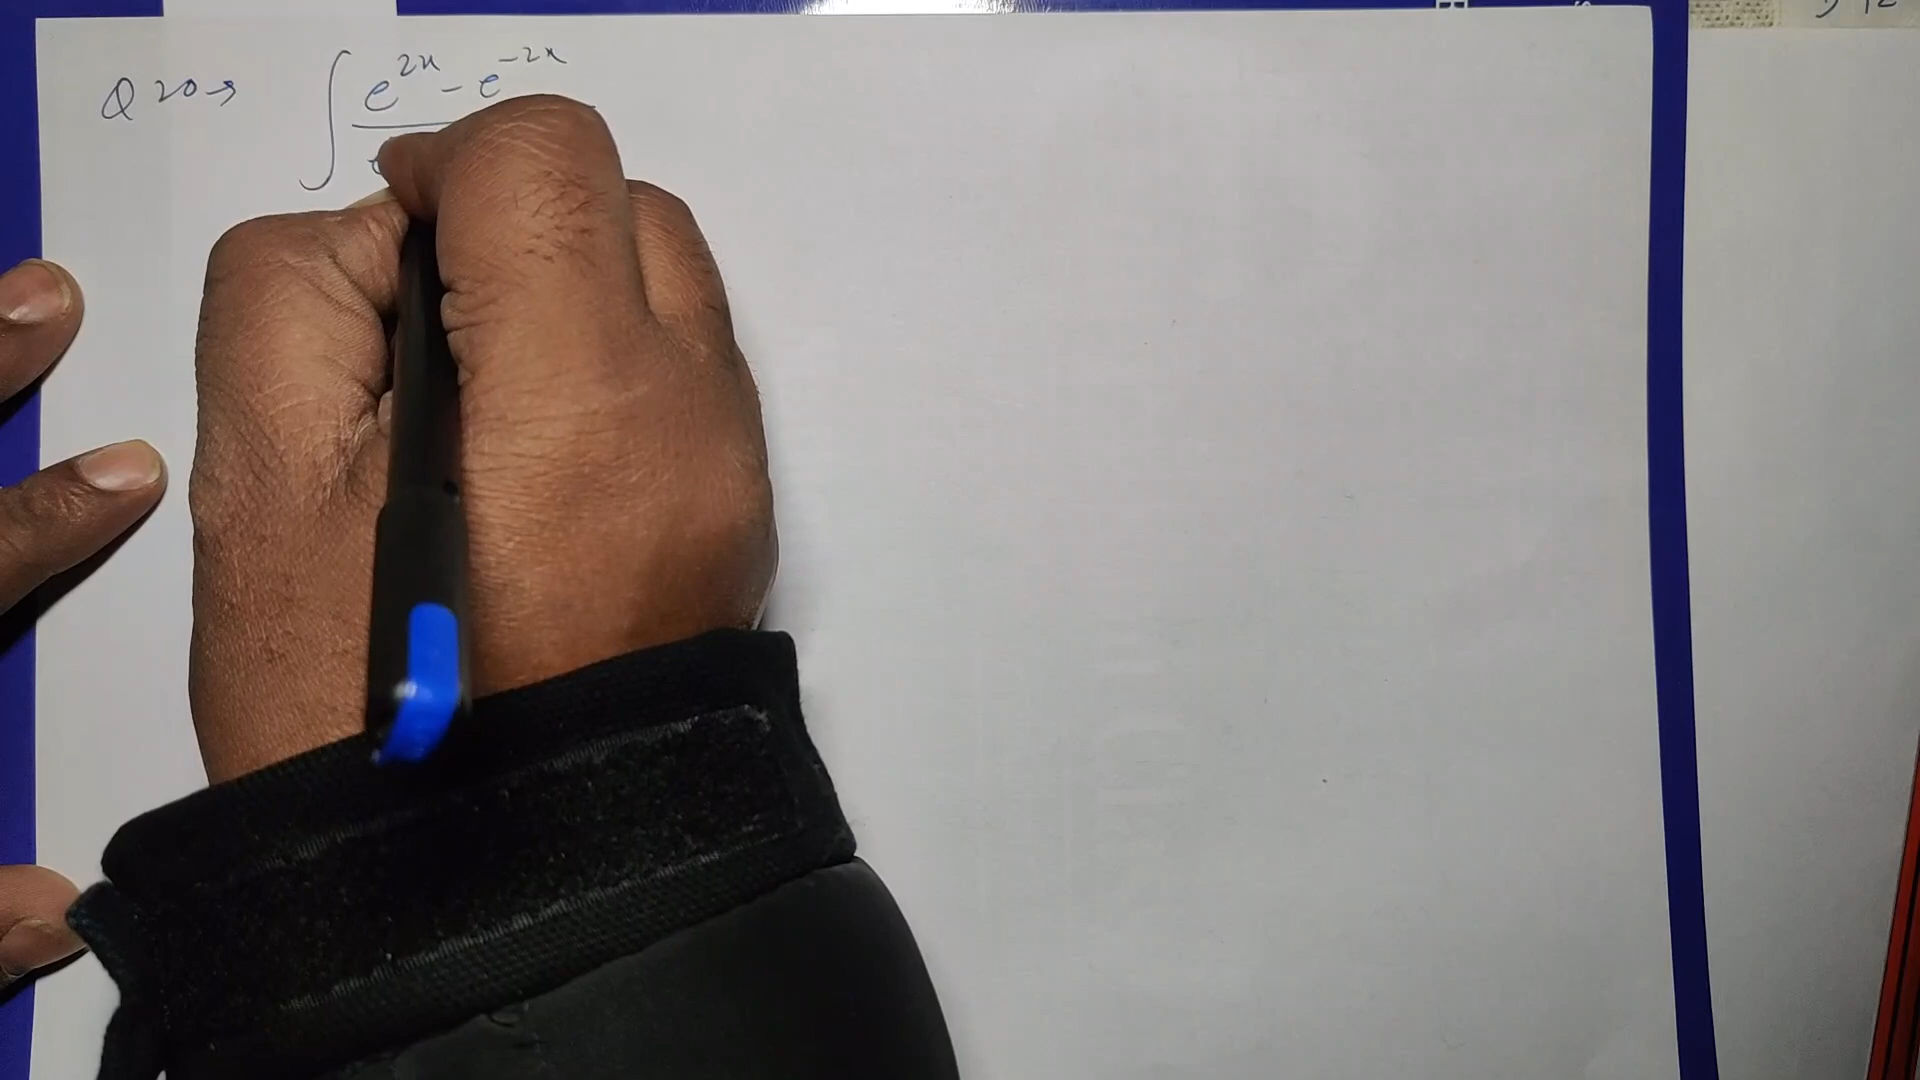 Q 20 → ∫ e^{2x} - e^{-2x}